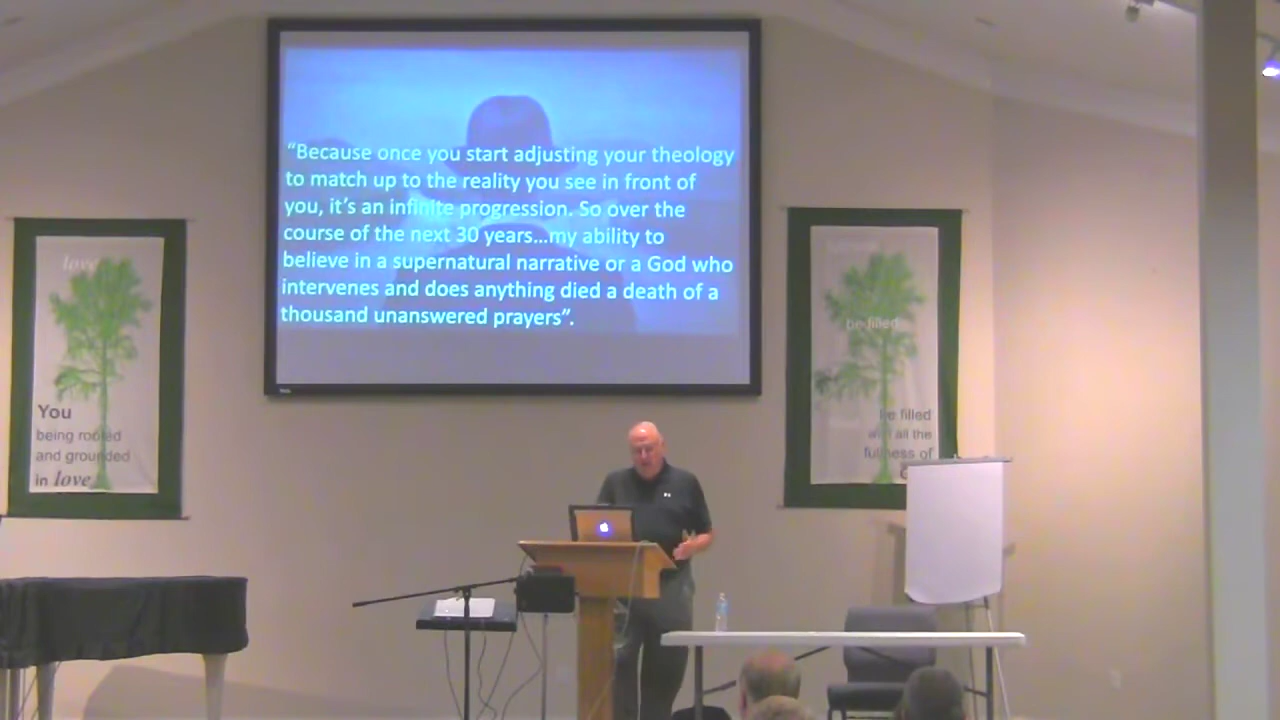 “Because once you start adjusting your theology
to match up to the reality you see in front of
you, it’s an infinite progression. So over the
course of the next 30 years…my ability to
believe in a supernatural narrative or a God who
intervenes and does anything died a death of a
thousand unanswered prayers”.
love
You
being rooted
and grounded
in love
be filled
be filled
with all the
fullness of